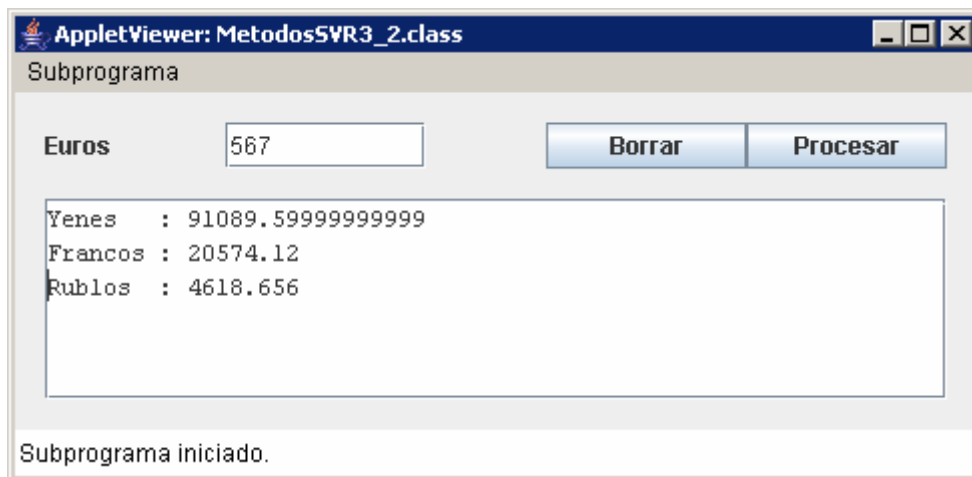 AppletViewer: MetodosSVR3_2.class
Subprograma
Euros 567 Borrar Procesar
Yenes : 91089.59999999999
Francos : 20574.12
Rublos : 4618.656
Subprograma iniciado.